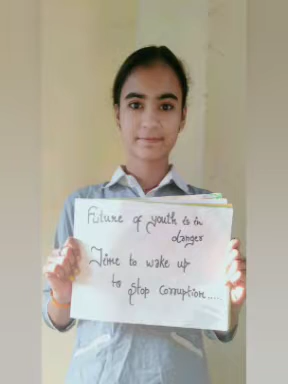 Future of youth is in
danger
Time to wake up
to Stop Corruption....